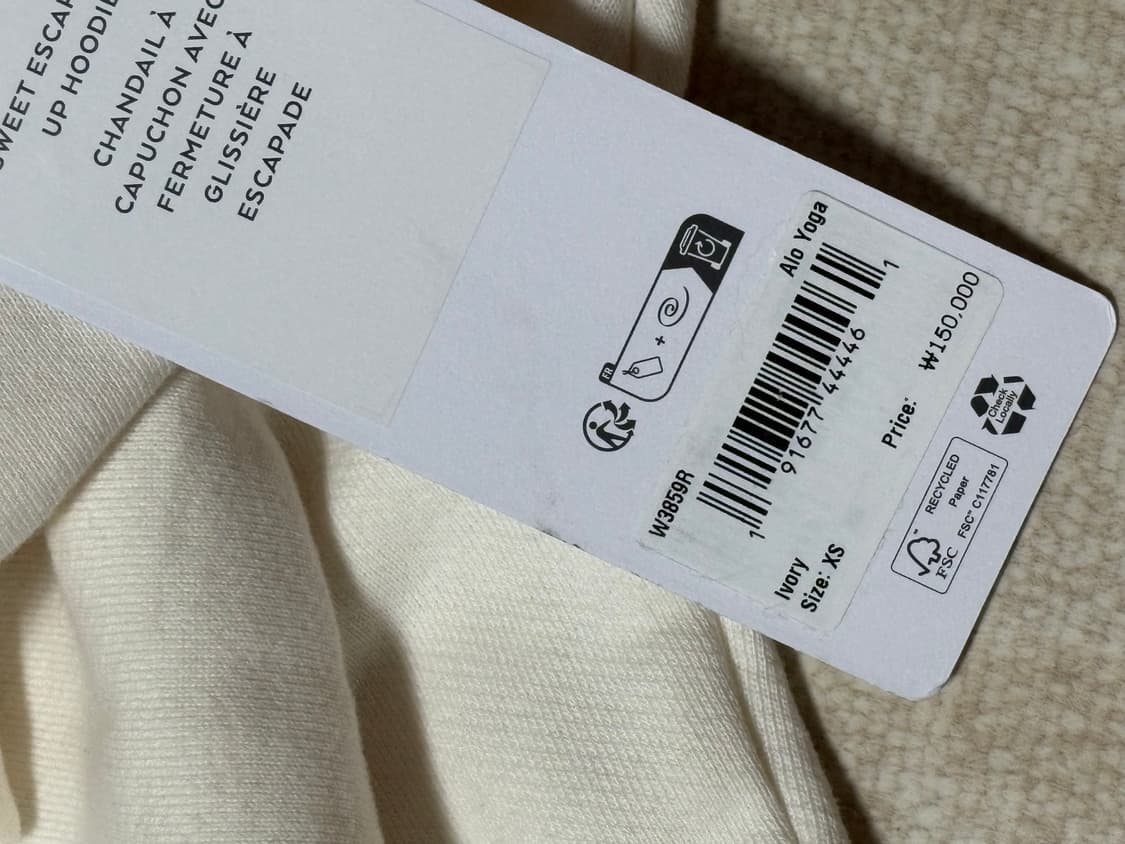 UP HOODIE
CHANDAIL À
CAPUCHON AVEC
FERMETURE À
GLISSIÈRE
ESCAPADE
FR
W3859R Alo Yoga
1 91677 44446 1
Ivory
Size: XS
Price: ₩150,000
FSC
RECYCLED
Paper
FSC™ C117781
Check
Locally